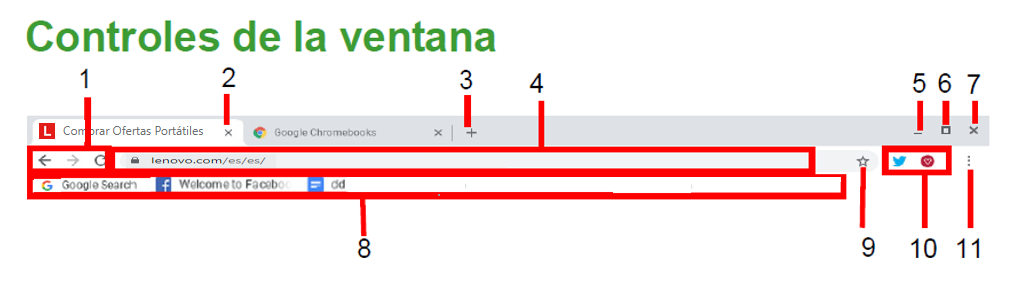 Controles de la ventana
1 2 3 4 5 6 7
L Comprar Ofertas Portátiles × Google Chromebooks × +
lenovo.com/es/es/
G Google Search f Welcome to Faceboo dd
8 9 10 11